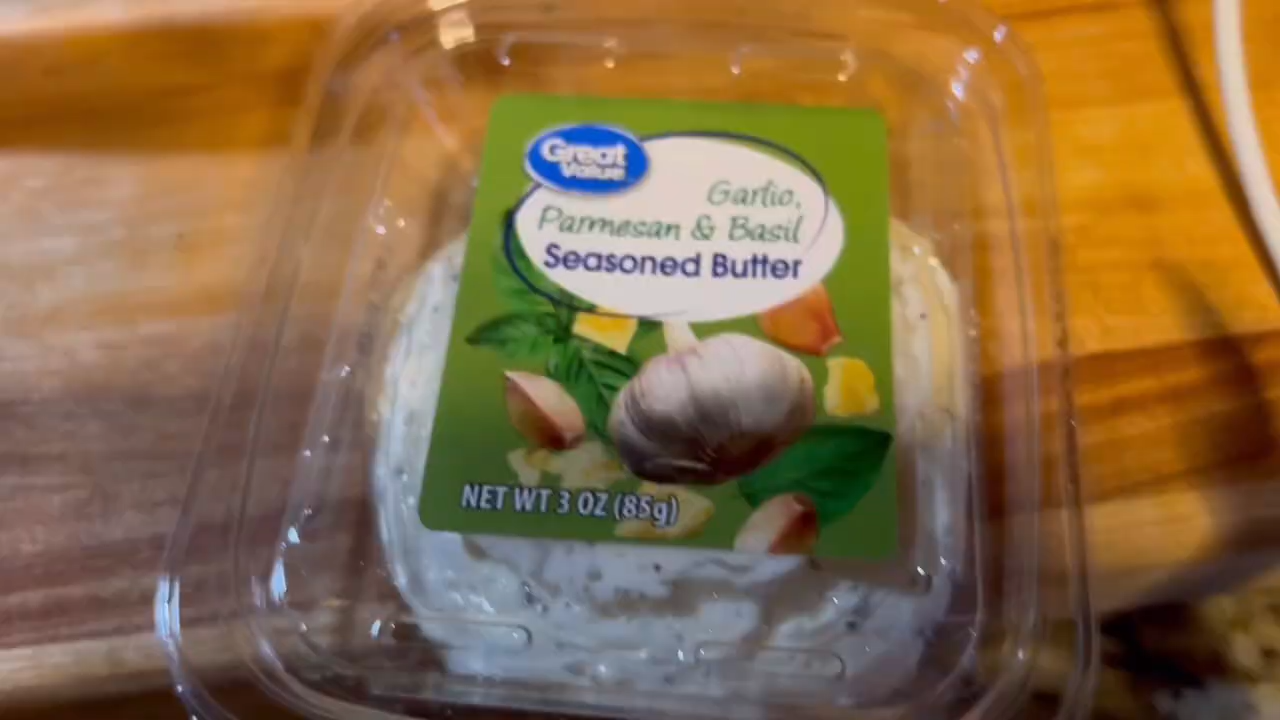 Great
Value
Garlic,
Parmesan & Basil
Seasoned Butter
NET WT 3 OZ (85g)